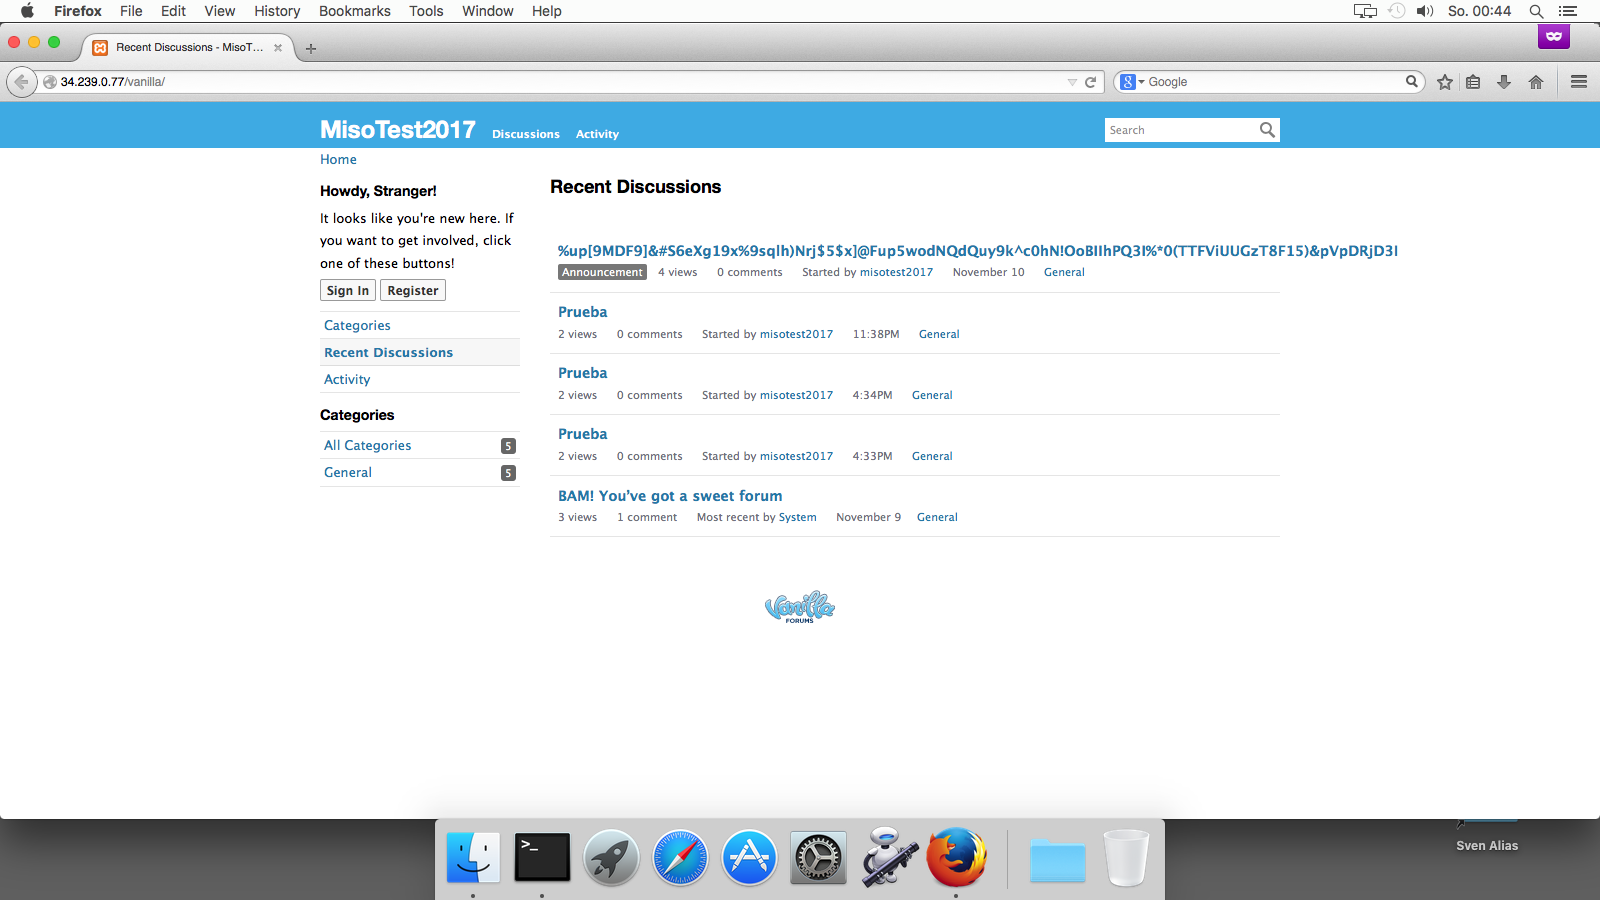 Firefox File Edit View History Bookmarks Tools Window Help So. 00:44
Recent Discussions - MisoT...
34.239.0.77/vanilla/
Google
MisoTest2017 Discussions Activity Search
Home
Howdy, Stranger!
It looks like you're new here. If
you want to get involved, click
one of these buttons!
Sign In Register
Categories
Recent Discussions
Activity
Categories
All Categories 5
General 5
Recent Discussions
%up[9MDF9]&#S6eXg19x%9sqlh)Nrj$5$x]@Fup5wodNQdQuy9k^c0hN!OoBIIhPQ3I%*0(TTFViUUGzT8F15)&pVpDRjD3I
Announcement 4 views 0 comments Started by misotest2017 November 10 General
Prueba
2 views 0 comments Started by misotest2017 11:38PM General
Prueba
2 views 0 comments Started by misotest2017 4:34PM General
Prueba
2 views 0 comments Started by misotest2017 4:33PM General
BAM! You’ve got a sweet forum
3 views 1 comment Most recent by System November 9 General
Vanilla
FORUMS
>_
Sven Alias